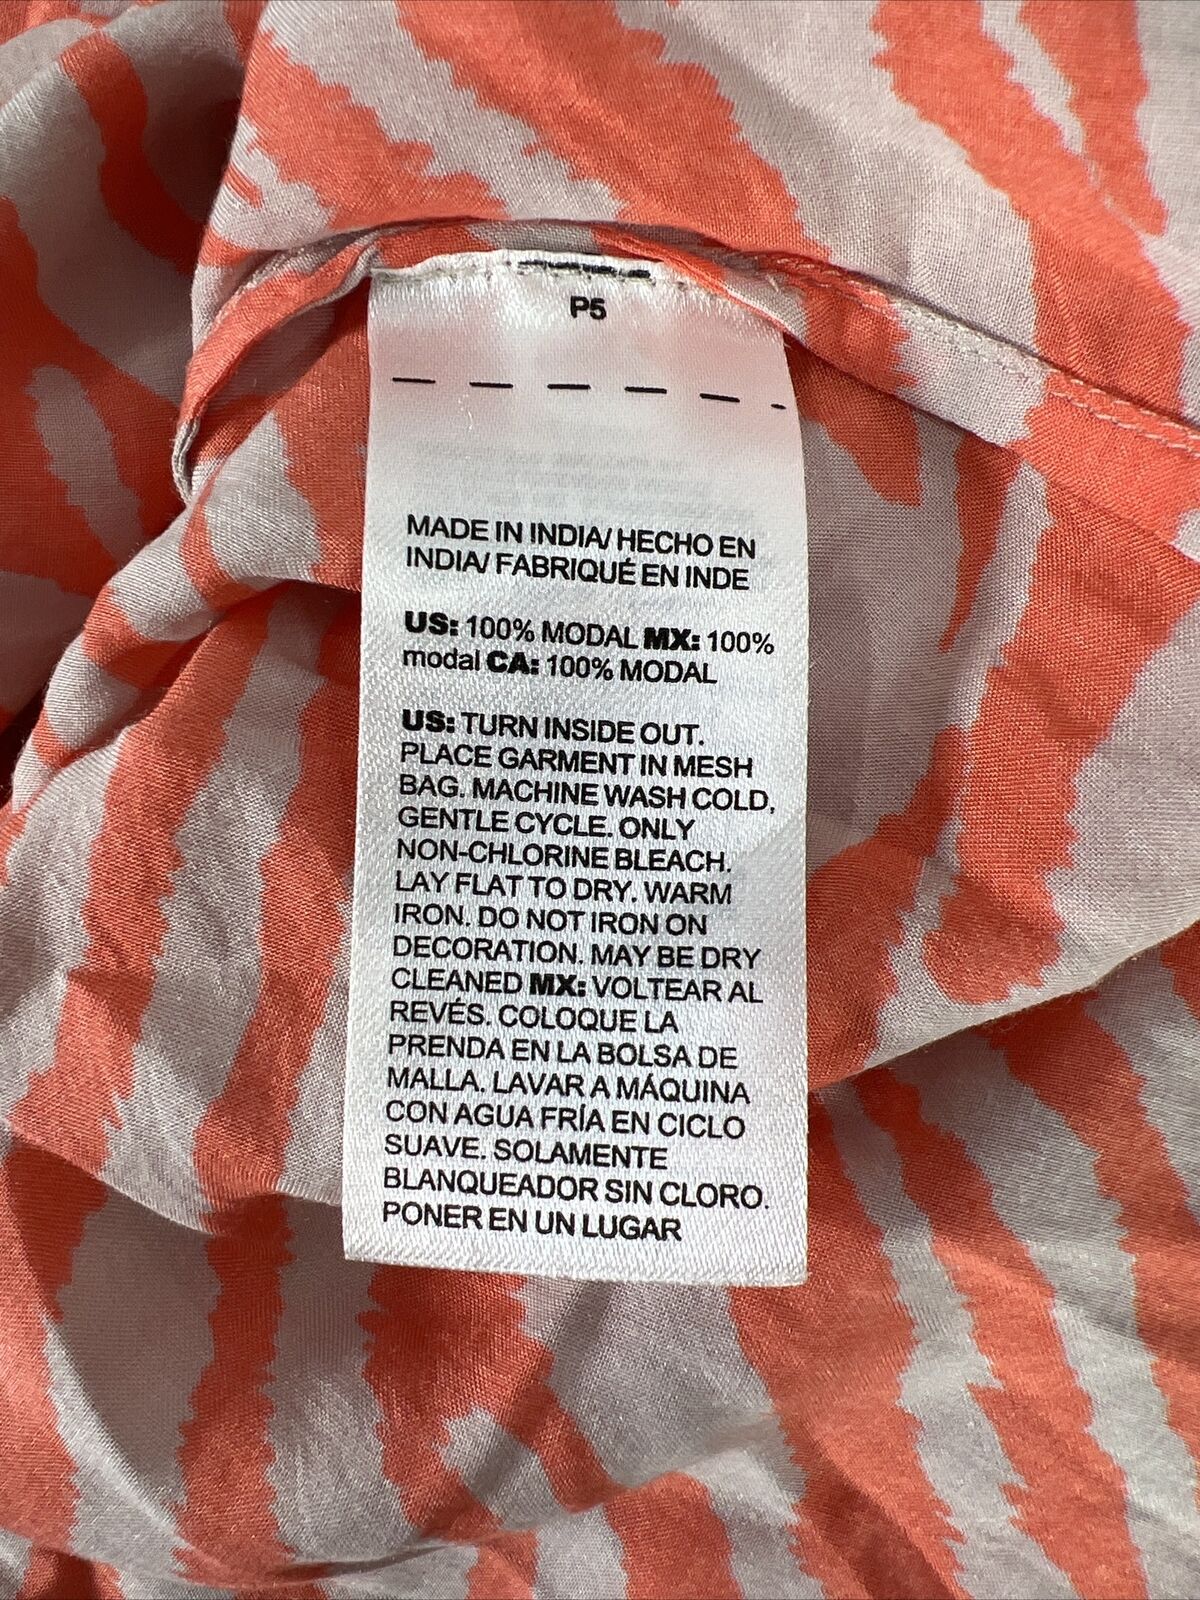 P5
MADE IN INDIA/ HECHO EN
INDIA/ FABRIQUÉ EN INDE
US: 100% MODAL MX: 100%
modal CA: 100% MODAL
US: TURN INSIDE OUT.
PLACE GARMENT IN MESH
BAG. MACHINE WASH COLD,
GENTLE CYCLE. ONLY
NON-CHLORINE BLEACH.
LAY FLAT TO DRY. WARM
IRON. DO NOT IRON ON
DECORATION. MAY BE DRY
CLEANED MX: VOLTEAR AL
REVÉS. COLOQUE LA
PRENDA EN LA BOLSA DE
MALLA. LAVAR A MÁQUINA
CON AGUA FRÍA EN CICLO
SUAVE. SOLAMENTE
BLANQUEADOR SIN CLORO.
PONER EN UN LUGAR